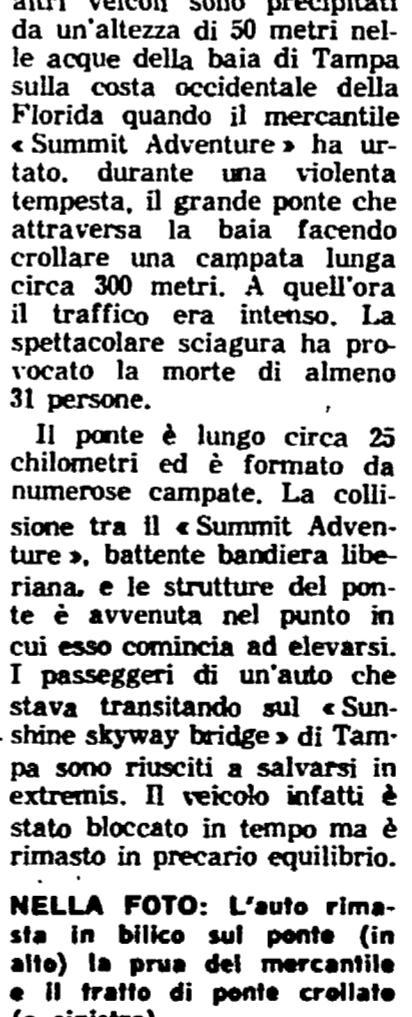 altri veicoli sono precipitati
da un'altezza di 50 metri nel-
le acque della baia di Tampa
sulla costa occidentale della
Florida quando il mercantile
« Summit Adventure » ha ur-
tato. durante una violenta
tempesta, il grande ponte che
attraversa la baia facendo
crollare una campata lunga
circa 300 metri. A quell'ora
il traffico era intenso. La
spettacolare sciagura ha pro-
vocato la morte di almeno
31 persone.
Il ponte è lungo circa 25
chilometri ed è formato da
numerose campate. La colli-
sione tra il « Summit Adven-
ture », battente bandiera libe-
riana, e le strutture del pon-
te è avvenuta nel punto in
cui esso comincia ad elevarsi.
I passeggeri di un'auto che
stava transitando sul « Sun-
shine skyway bridge » di Tam-
pa sono riusciti a salvarsi in
extremis. Il veicolo infatti è
stato bloccato in tempo ma è
rimasto in precario equilibrio.
NELLA FOTO: L'auto rima-
sta in bilico sul ponte (in
alto) la prua del mercantile
e il tratto di ponte crollato
(a sinistra)